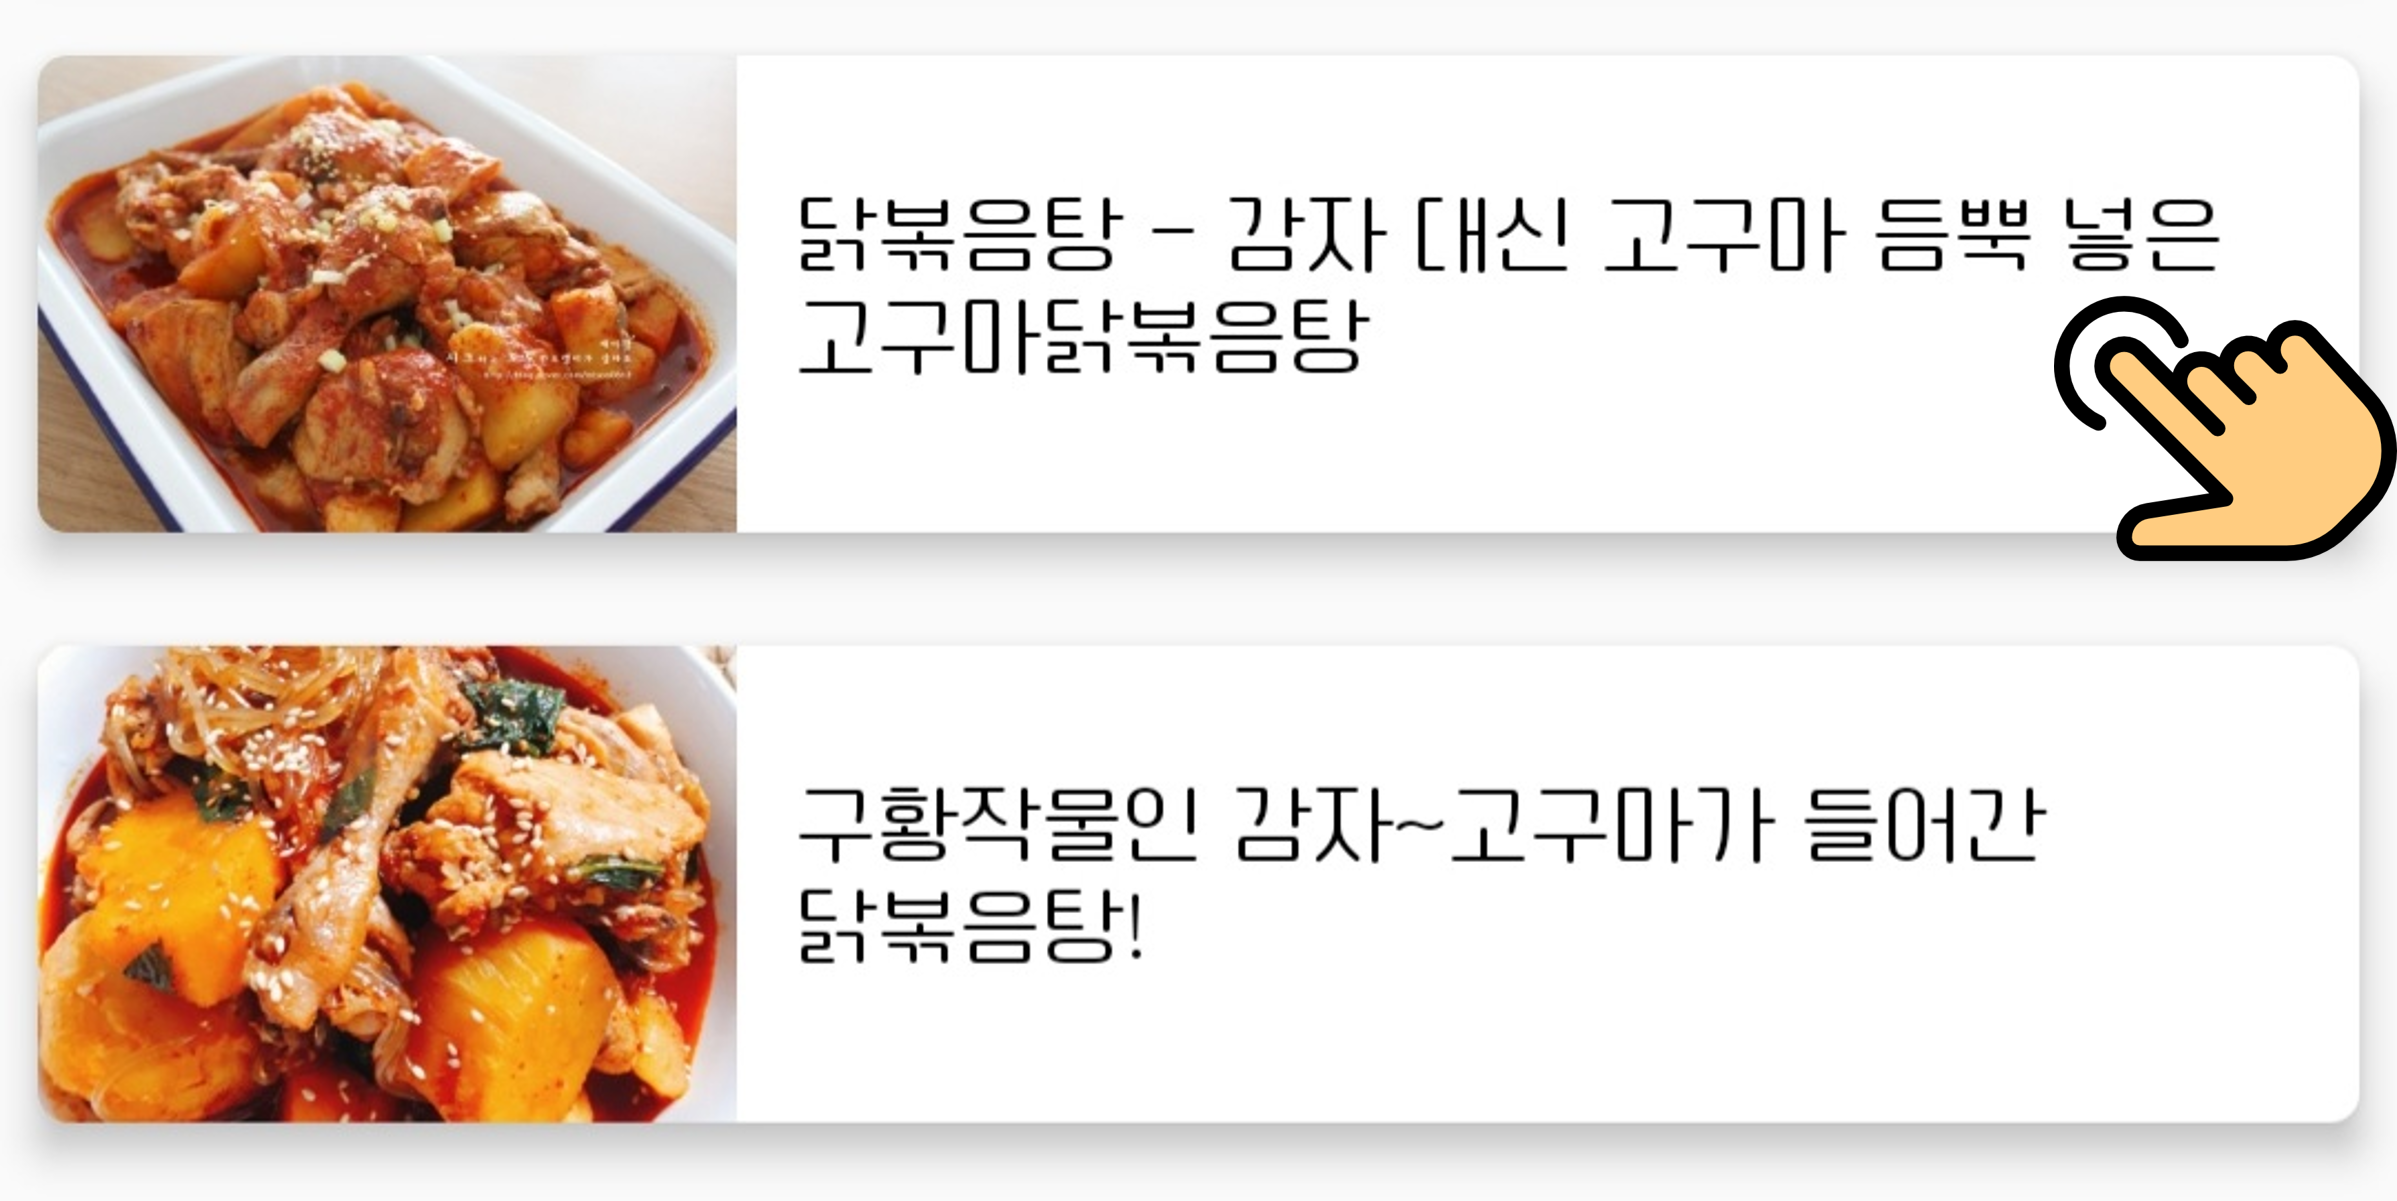 닭볶음탕 - 감자 대신 고구마 듬뿍 넣은
고구마닭볶음탕
구황작물인 감자~고구마가 들어간
닭볶음탕!